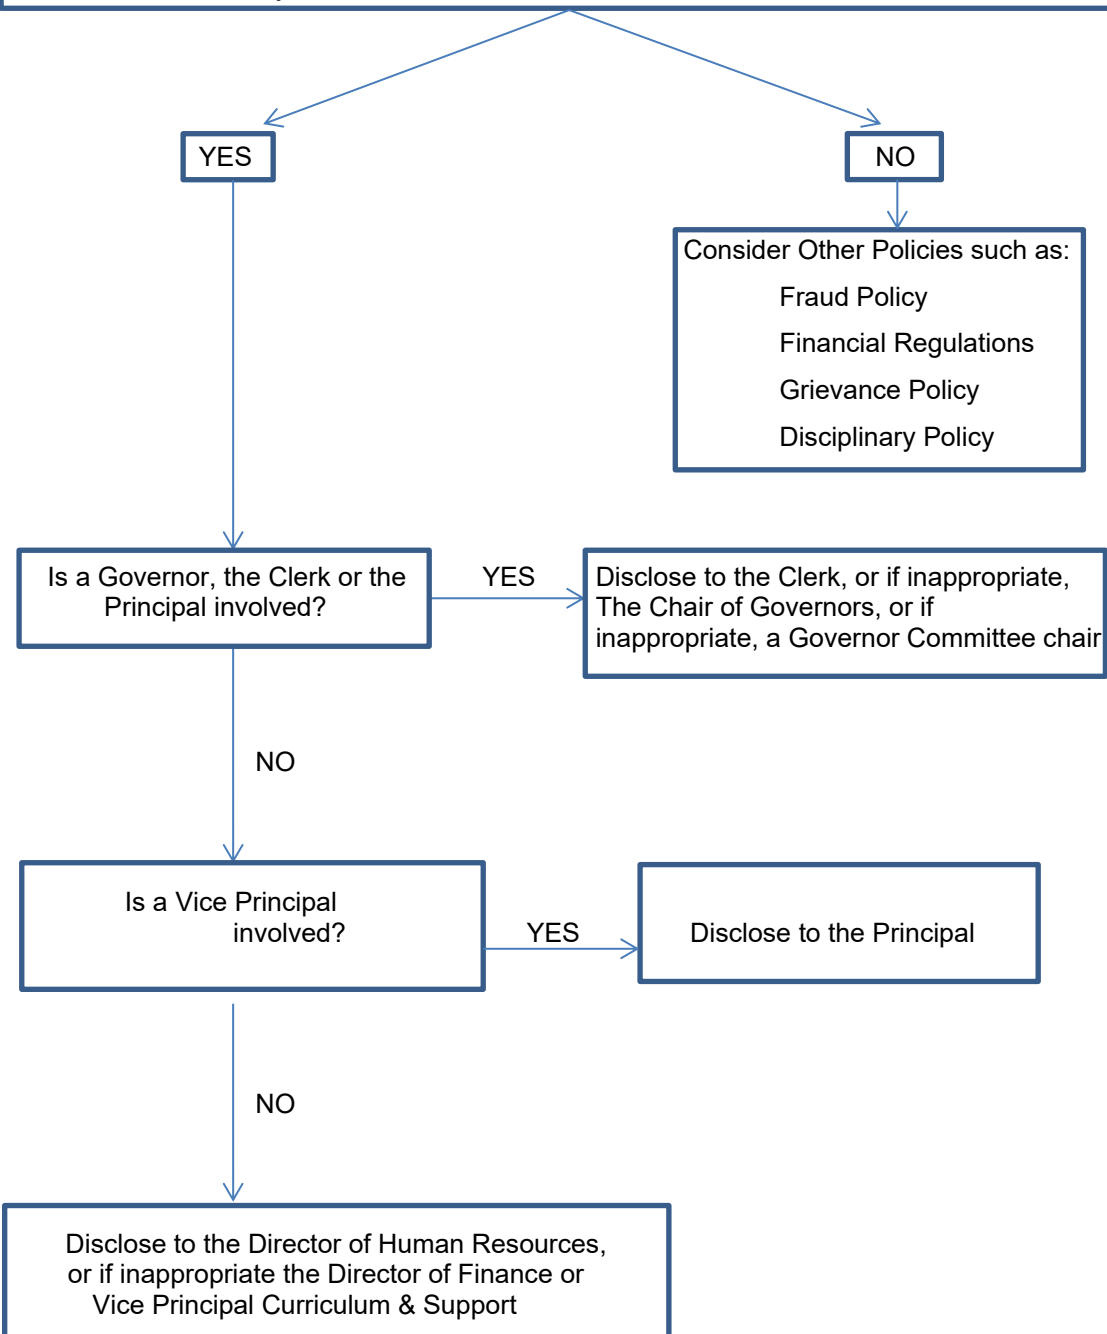 YES
NO
Consider Other Policies such as:
Fraud Policy
Financial Regulations
Grievance Policy
Disciplinary Policy
Is a Governor, the Clerk or the
Principal involved?
YES
Disclose to the Clerk, or if inappropriate,
The Chair of Governors, or if
inappropriate, a Governor Committee chair
NO
Is a Vice Principal
involved?
YES
Disclose to the Principal
NO
Disclose to the Director of Human Resources,
or if inappropriate the Director of Finance or
Vice Principal Curriculum & Support